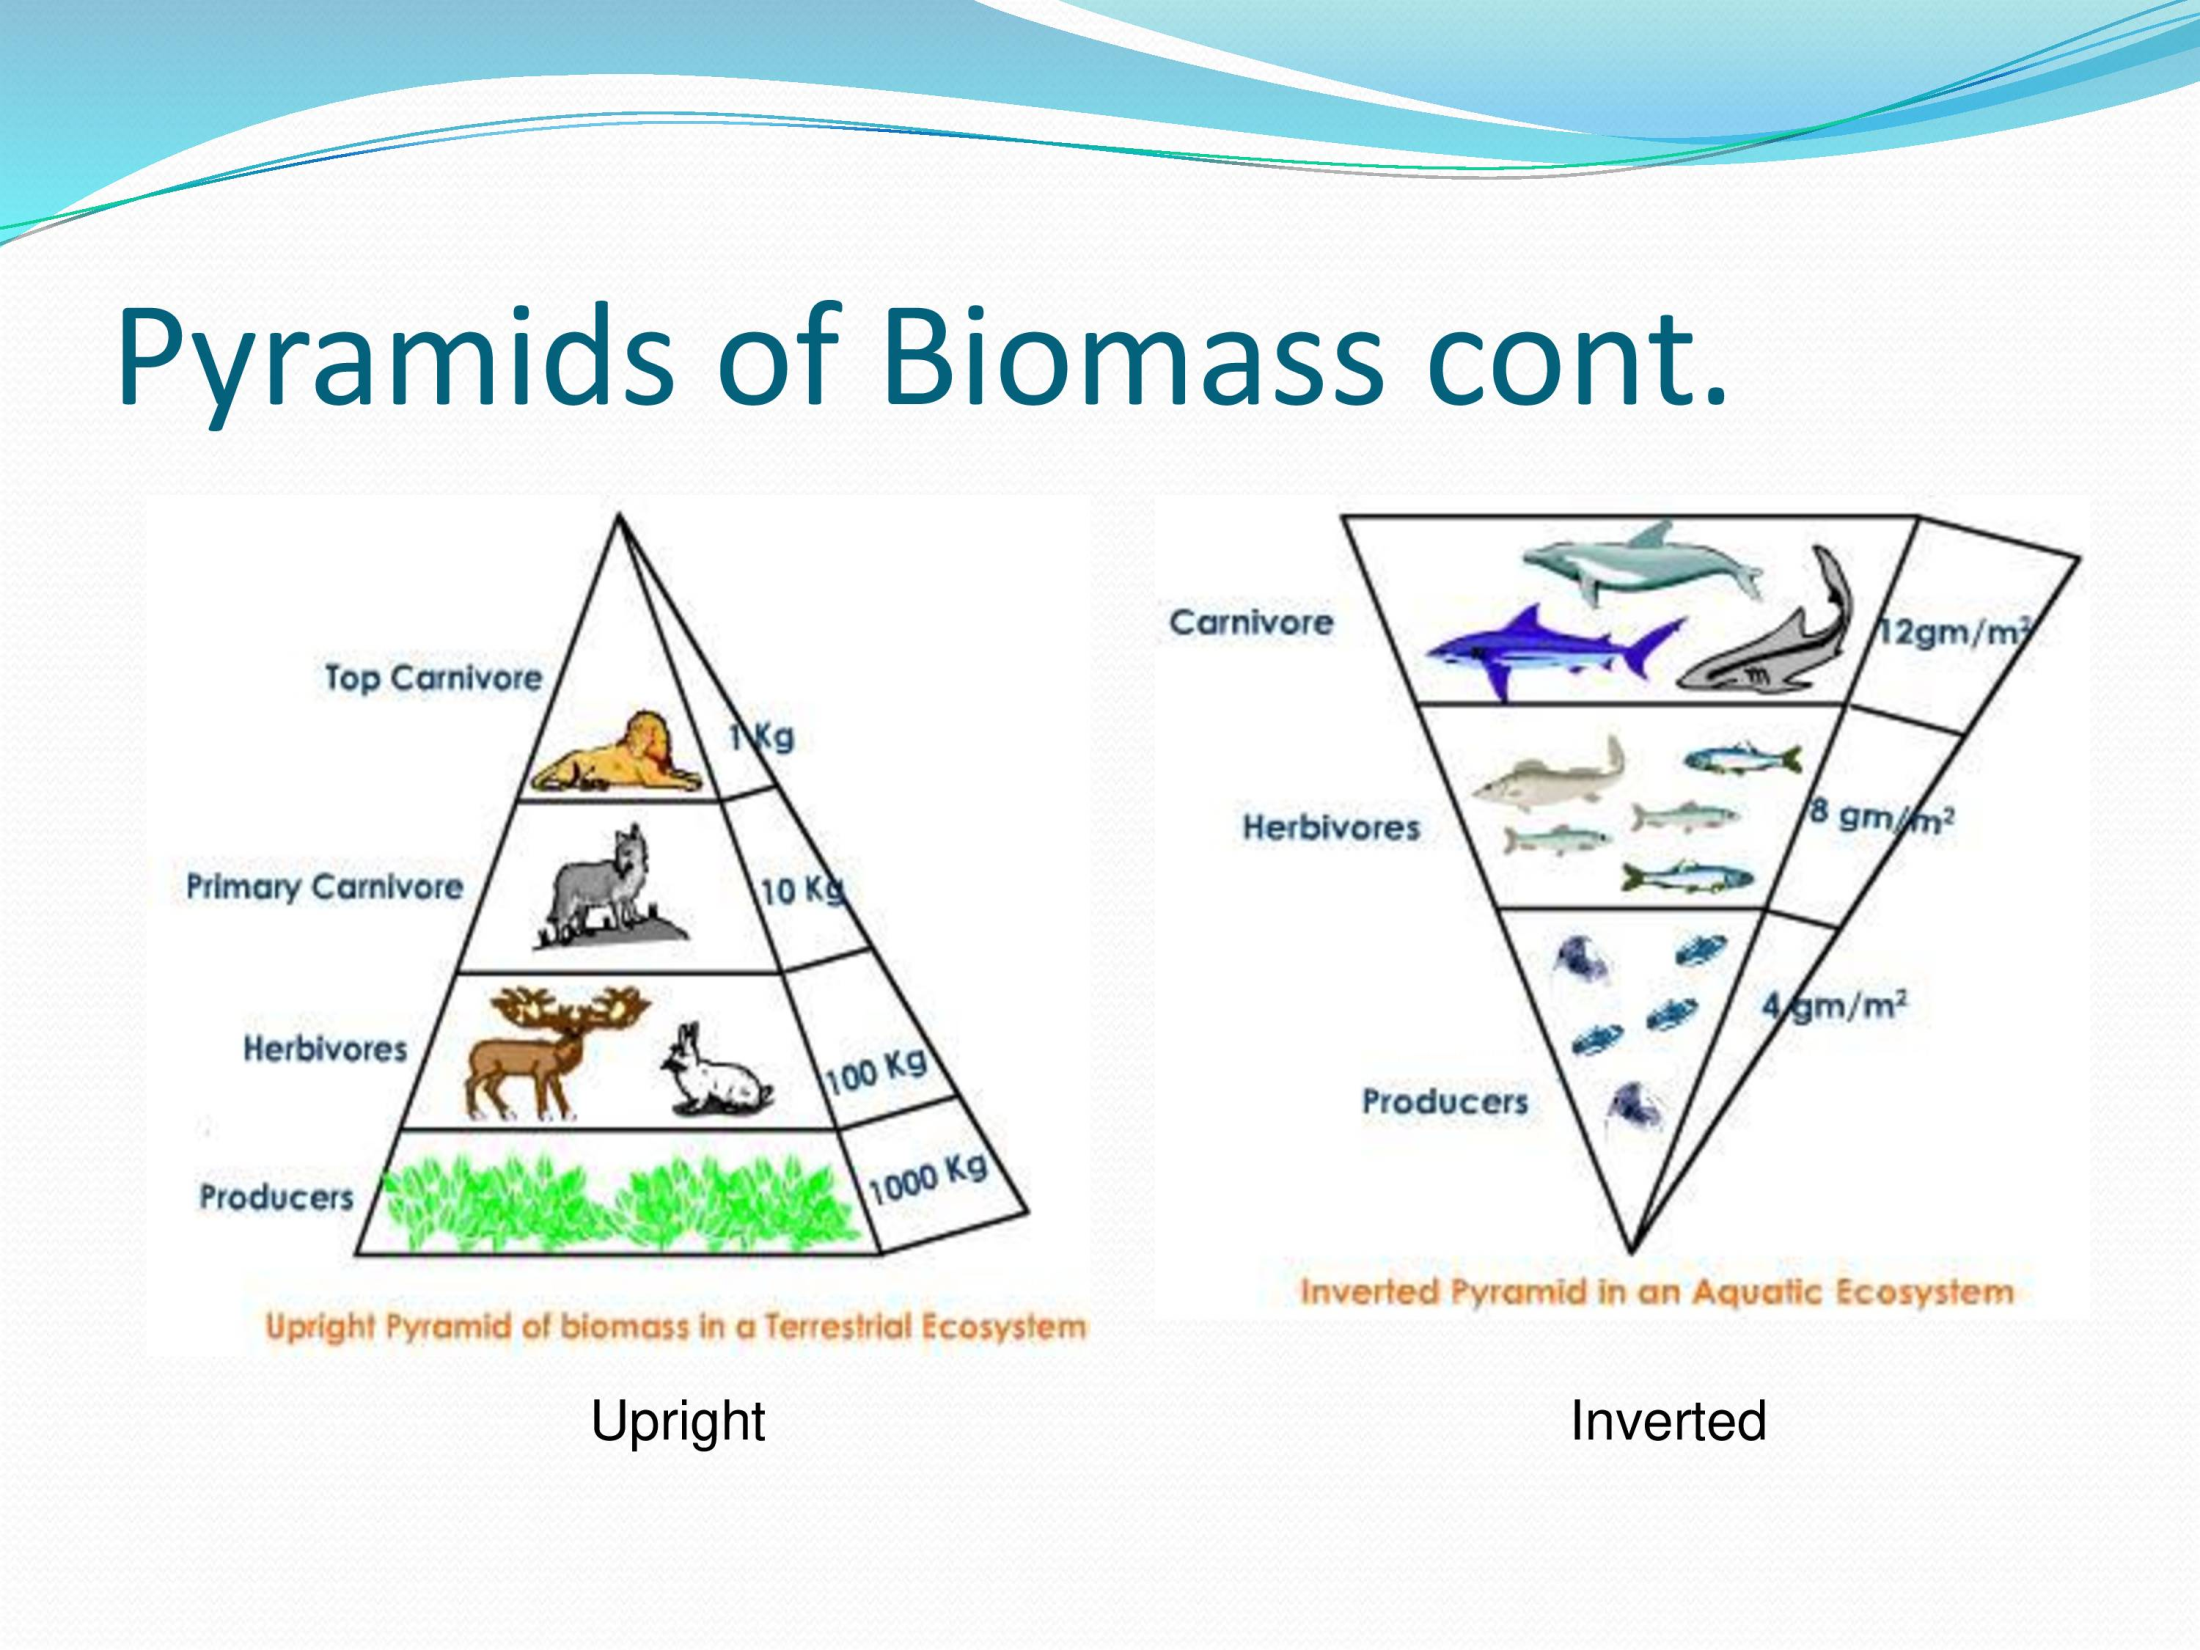 Pyramids of Biomass cont.
Top Carnivore
1 Kg
Primary Carnivore
10 Kg
Herbivores
100 Kg
Producers
1000 Kg
Upright Pyramid of biomass in a Terrestrial Ecosystem
Upright
Carnivore
12gm/m²
Herbivores
8 gm/m²
4 gm/m²
Producers
Inverted Pyramid in an Aquatic Ecosystem
Inverted